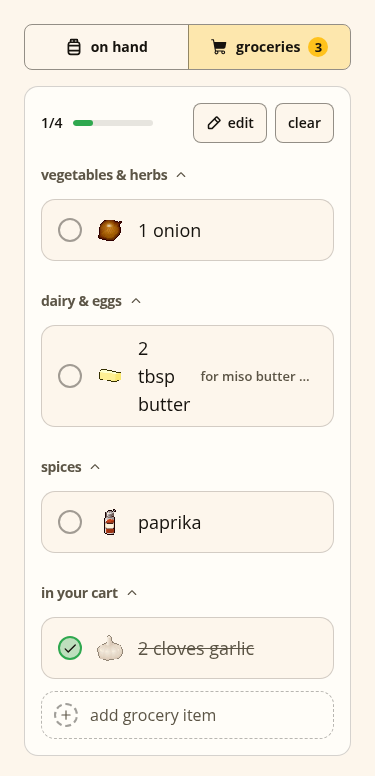 on hand
groceries 3
1/4
edit
clear
vegetables & herbs
1 onion
dairy & eggs
2
tbsp
butter
for miso butter ...
spices
paprika
in your cart
2 cloves garlic
add grocery item